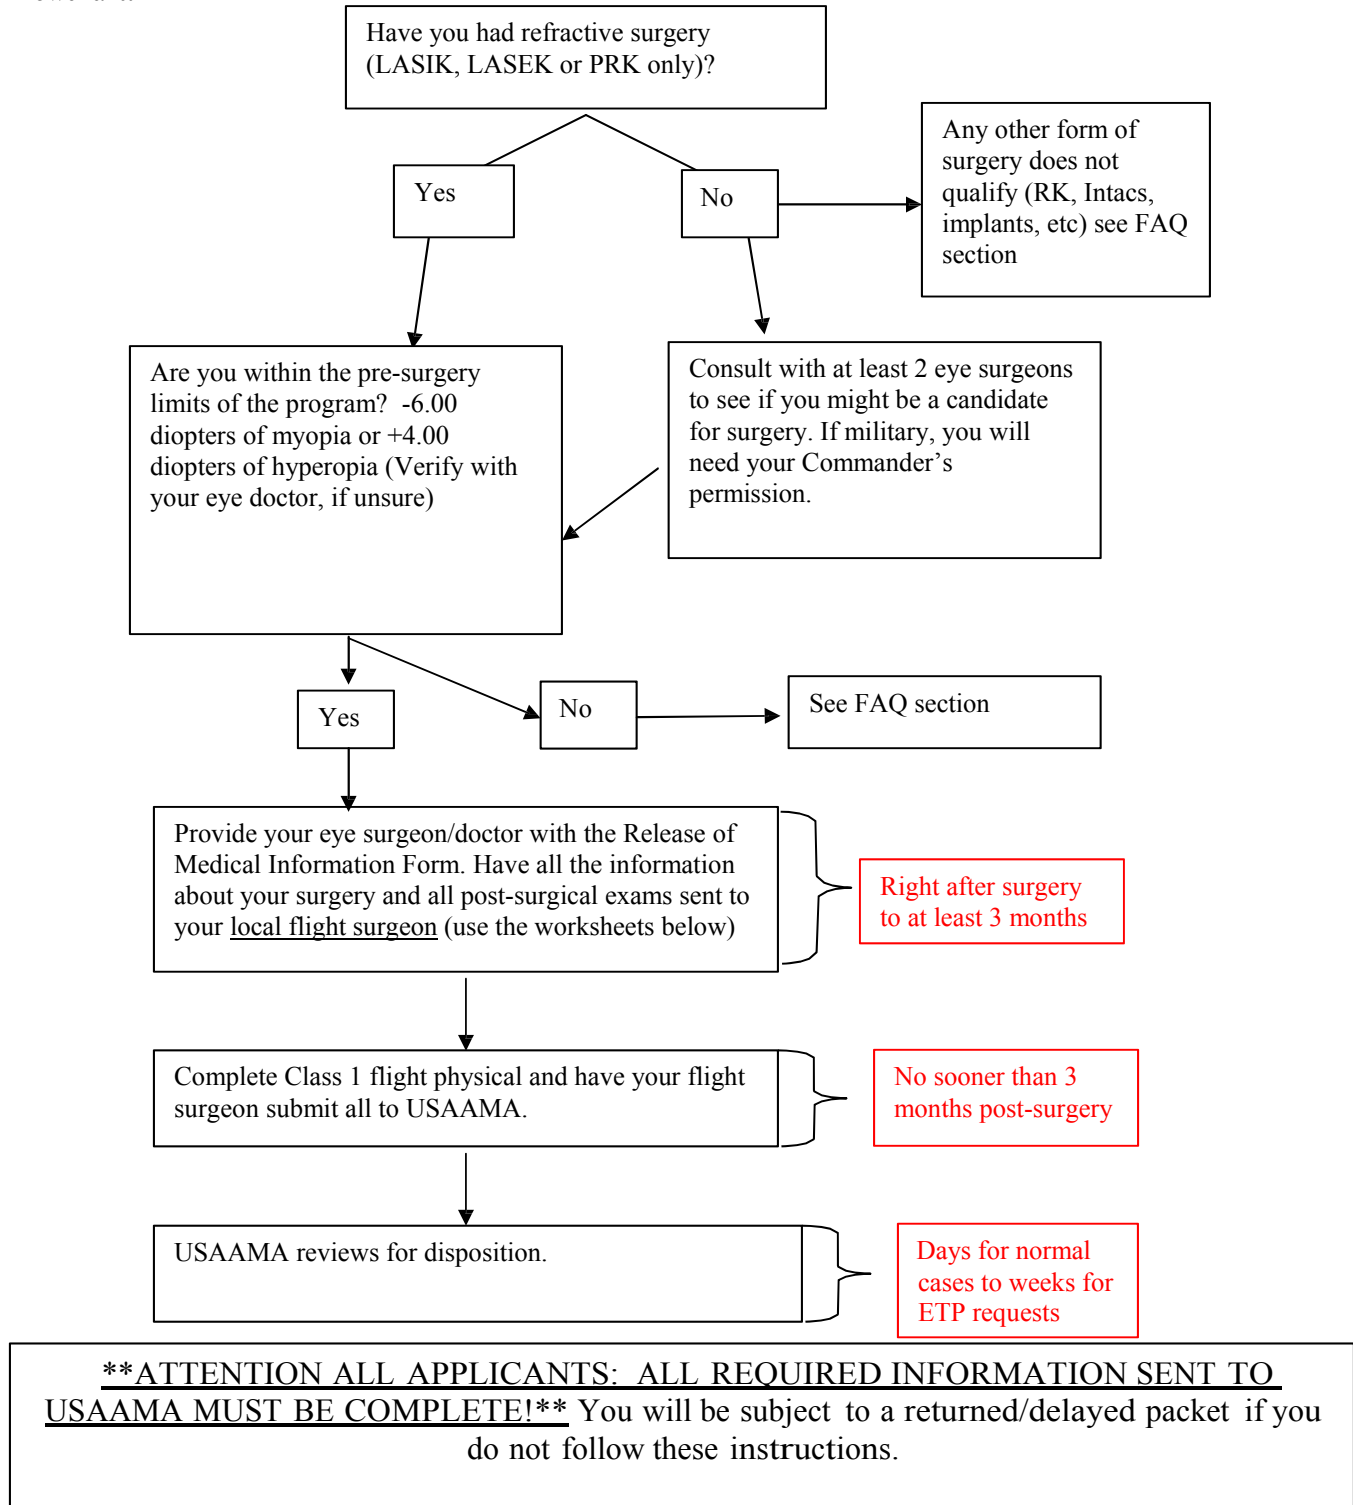 Have you had refractive surgery
(LASIK, LASEK or PRK only)?
Yes
No
Any other form of
surgery does not
qualify (RK, Intacs,
implants, etc) see FAQ
section
Are you within the pre-surgery
limits of the program?  -6.00
diopters of myopia or +4.00
diopters of hyperopia (Verify with
your eye doctor, if unsure)
Consult with at least 2 eye surgeons
to see if you might be a candidate
for surgery. If military, you will
need your Commander’s
permission.
Yes
No
See FAQ section
Provide your eye surgeon/doctor with the Release of
Medical Information Form. Have all the information
about your surgery and all post-surgical exams sent to
your local flight surgeon (use the worksheets below)
Right after surgery
to at least 3 months
Complete Class 1 flight physical and have your flight
surgeon submit all to USAAMA.
No sooner than 3
months post-surgery
USAAMA reviews for disposition.
Days for normal
cases to weeks for
ETP requests
**ATTENTION ALL APPLICANTS:  ALL REQUIRED INFORMATION SENT TO
USAAMA MUST BE COMPLETE!** You will be subject to a returned/delayed packet if you
do not follow these instructions.